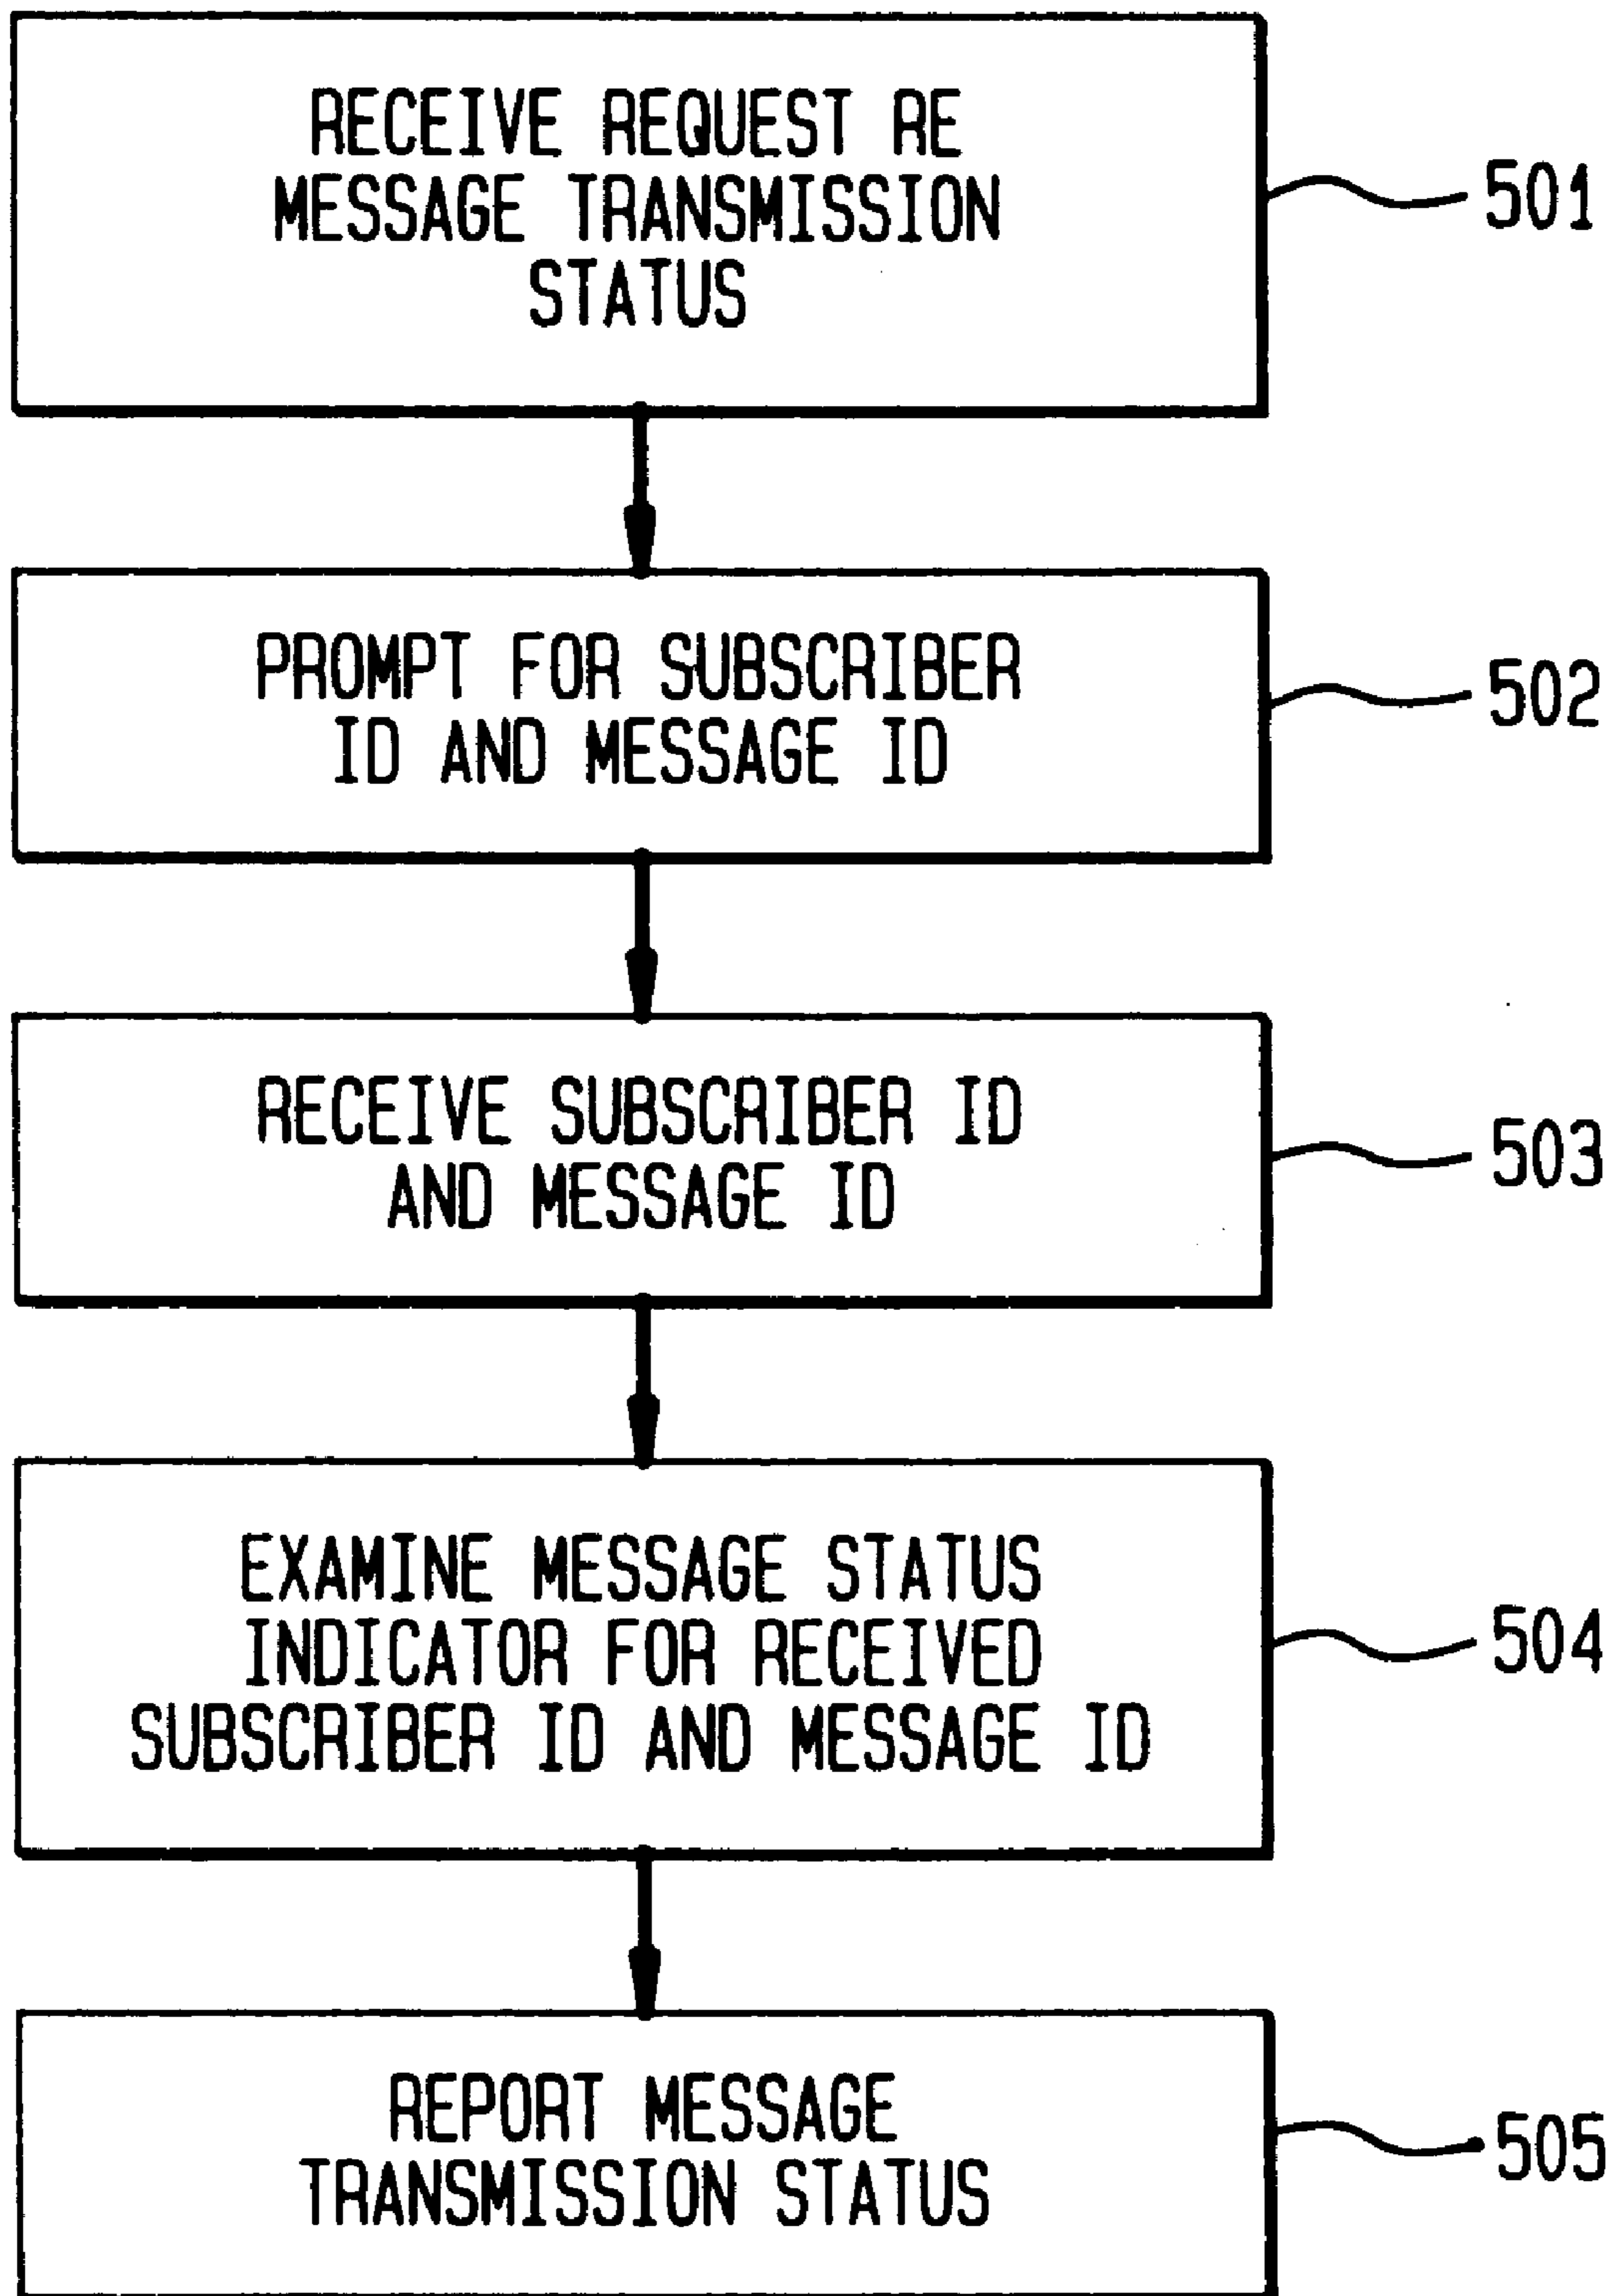 RECEIVE REQUEST RE
MESSAGE TRANSMISSION
STATUS
501
PROMPT FOR SUBSCRIBER
ID AND MESSAGE ID
502
RECEIVE SUBSCRIBER ID
AND MESSAGE ID
503
EXAMINE MESSAGE STATUS
INDICATOR FOR RECEIVED
SUBSCRIBER ID AND MESSAGE ID
504
REPORT MESSAGE
TRANSMISSION STATUS
505